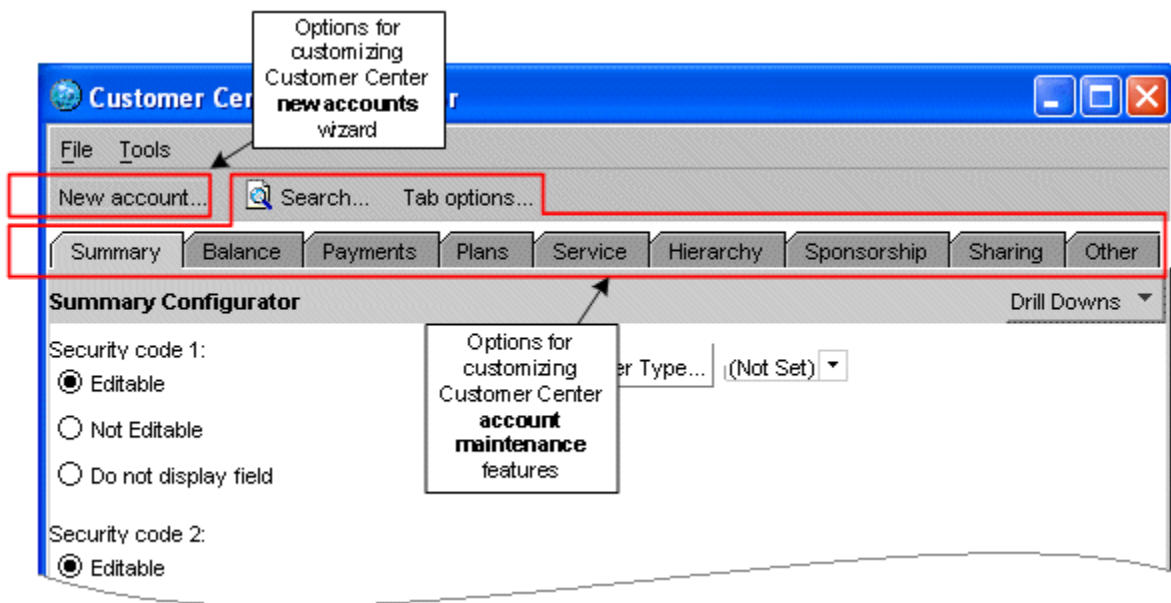 Options for
customizing
Customer Center
new accounts
wizard
Customer Cen
r
File Tools
New account... Search... Tab options...
Summary Balance Payments Plans Service Hierarchy Sponsorship Sharing Other
Summary Configurator Drill Downs
Security code 1:
Editable
Not Editable
Do not display field
er Type... (Not Set)
Options for
customizing
Customer Center
account
maintenance
features
Security code 2:
Editable